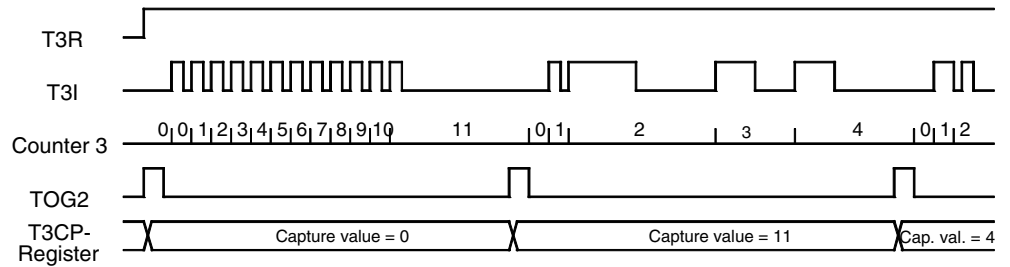 T3R
T3I
Counter 3
0 0 1 2 3 4 5 6 7 8 9 10 11 0 1 2 3 4 0 1 2
TOG2
T3CP-
Register
Capture value = 0
Capture value = 11
Cap. val. = 4